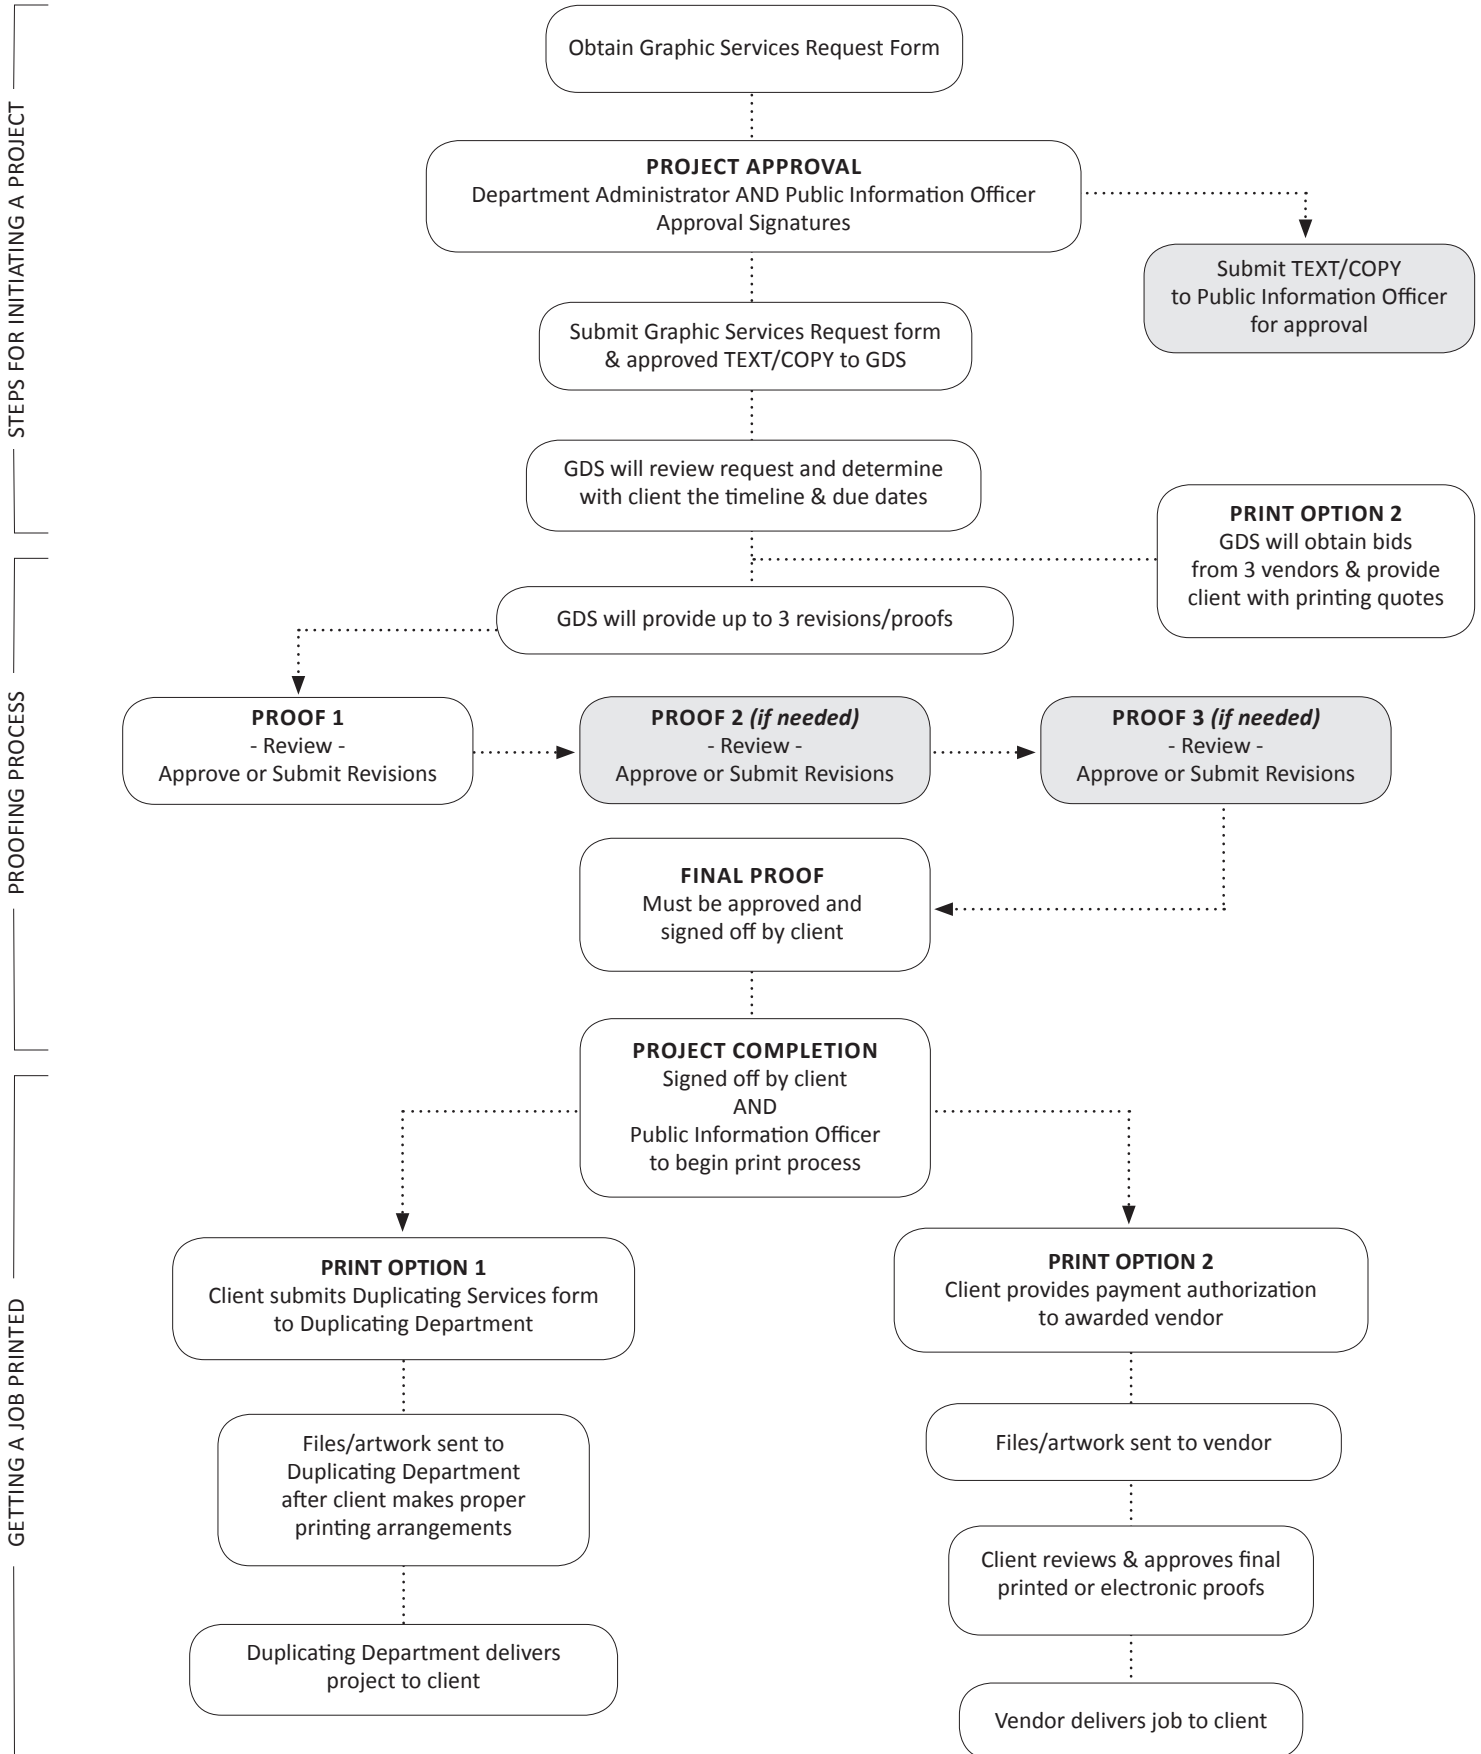 STEPS FOR INITIATING A PROJECT
Obtain Graphic Services Request Form
PROJECT APPROVAL
Department Administrator AND Public Information Officer
Approval Signatures
Submit TEXT/COPY
to Public Information Officer
for approval
Submit Graphic Services Request form
& approved TEXT/COPY to GDS
GDS will review request and determine
with client the timeline & due dates
PRINT OPTION 2
GDS will obtain bids
from 3 vendors & provide
client with printing quotes
PROOFING PROCESS
GDS will provide up to 3 revisions/proofs
PROOF 1
- Review -
Approve or Submit Revisions
PROOF 2 (if needed)
- Review -
Approve or Submit Revisions
PROOF 3 (if needed)
- Review -
Approve or Submit Revisions
FINAL PROOF
Must be approved and
signed off by client
PROJECT COMPLETION
Signed off by client
AND
Public Information Officer
to begin print process
GETTING A JOB PRINTED
PRINT OPTION 1
Client submits Duplicating Services form
to Duplicating Department
Files/artwork sent to
Duplicating Department
after client makes proper
printing arrangements
Duplicating Department delivers
project to client
PRINT OPTION 2
Client provides payment authorization
to awarded vendor
Files/artwork sent to vendor
Client reviews & approves final
printed or electronic proofs
Vendor delivers job to client